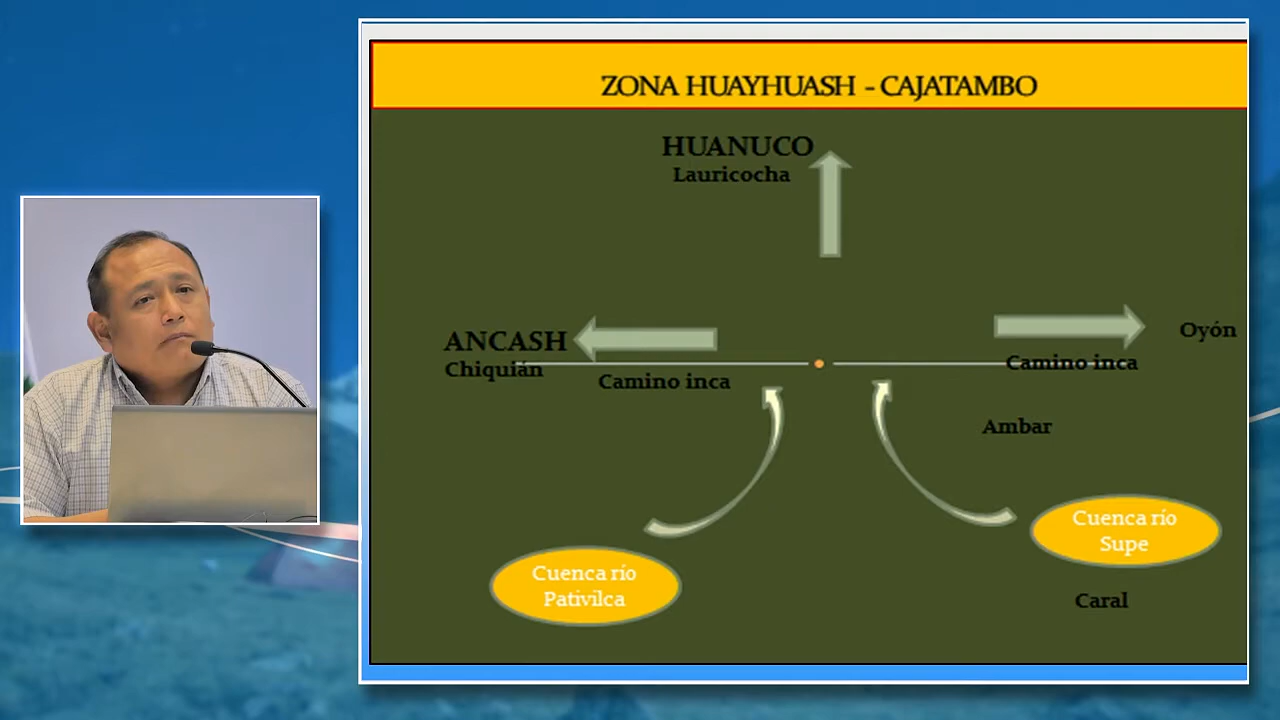 ZONA HUAYHUASH - CAJATAMBO
HUANUCO
Lauricocha
ANCASH
Chiquián
Camino inca
Oyón
Camino inca
Ambar
Cuenca río
Supe
Cuenca río
Pativilca
Caral